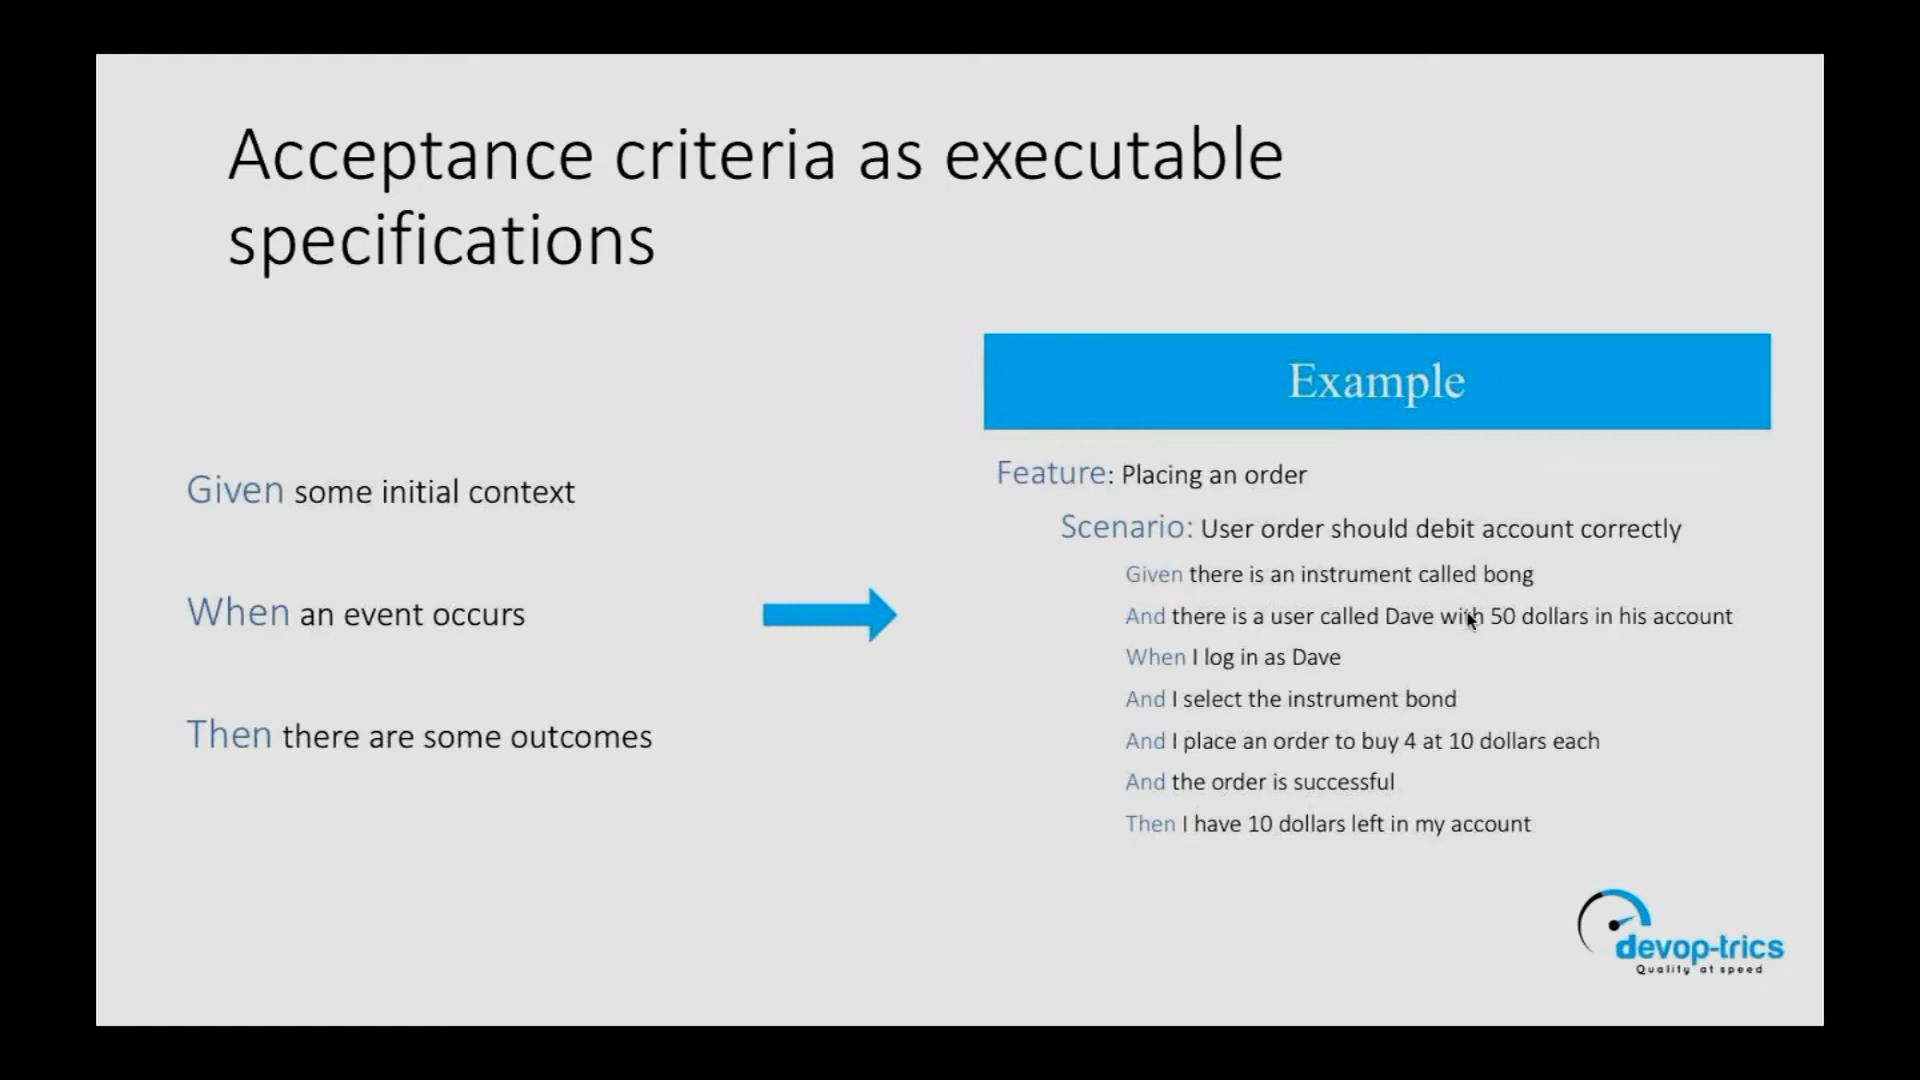 Acceptance criteria as executable
specifications
Given some initial context
When an event occurs
Then there are some outcomes
Example
Feature: Placing an order
Scenario: User order should debit account correctly
Given there is an instrument called bong
And there is a user called Dave with 50 dollars in his account
When I log in as Dave
And I select the instrument bond
And I place an order to buy 4 at 10 dollars each
And the order is successful
Then I have 10 dollars left in my account
devop-trics
Quality at speed